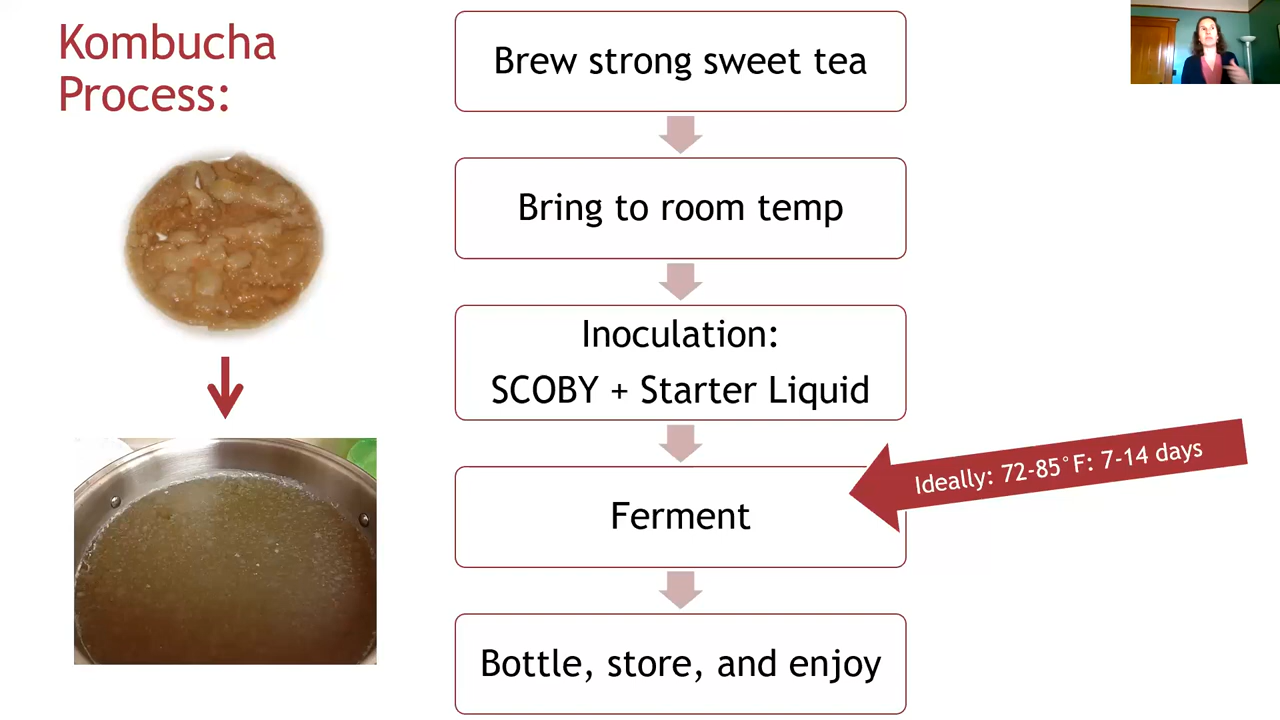 Kombucha
Process:
Brew strong sweet tea
Bring to room temp
Inoculation:
SCOBY + Starter Liquid
Ferment
Ideally: 72-85°F: 7-14 days
Bottle, store, and enjoy